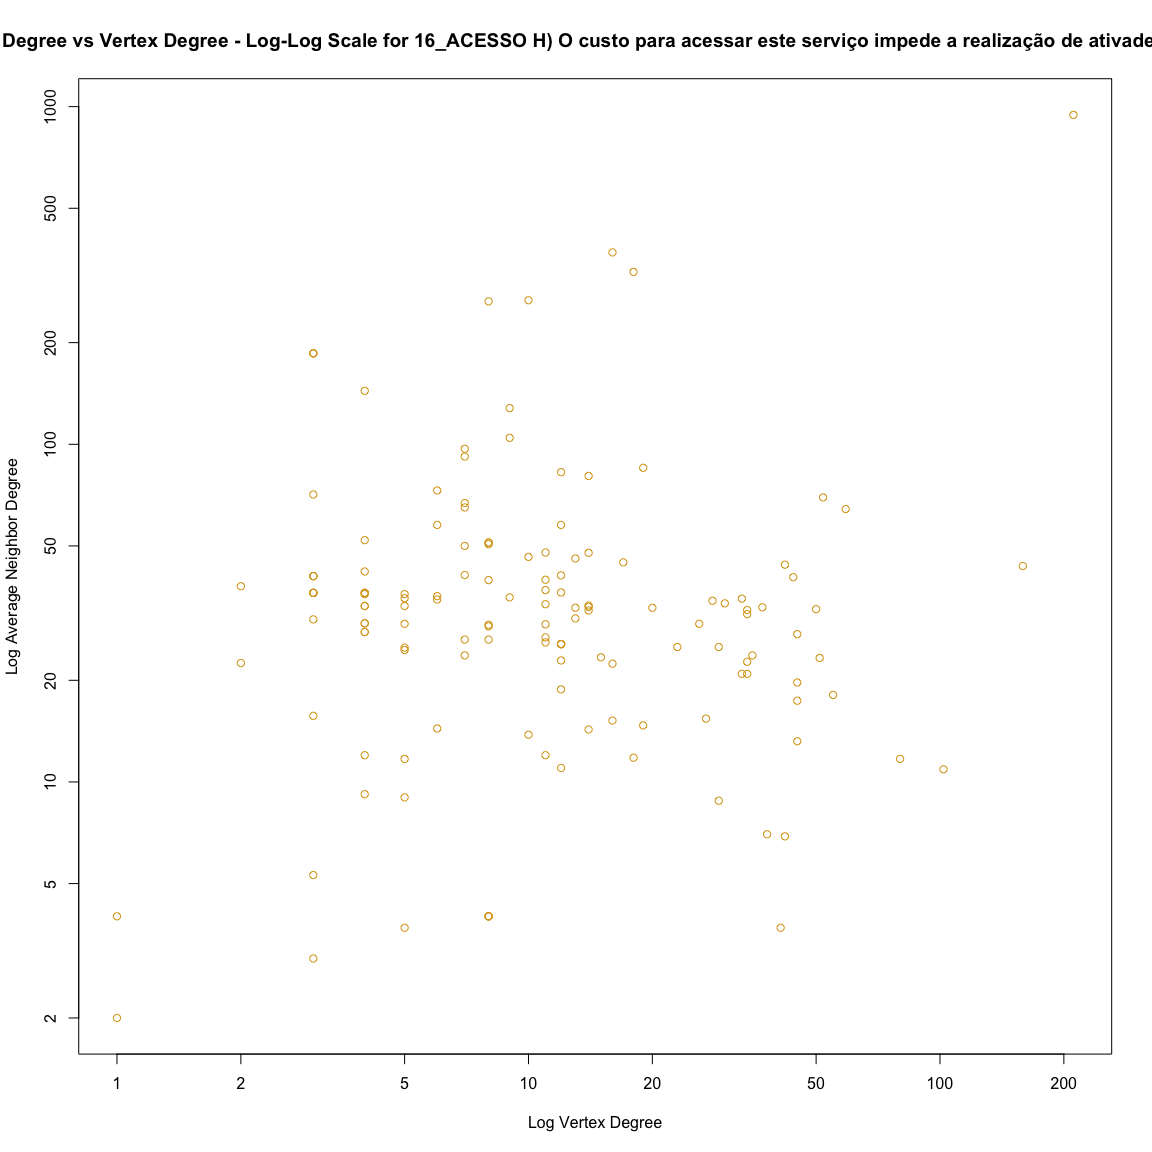 Degree vs Vertex Degree - Log-Log Scale for 16_ACESSO H) O custo para acessar este serviço impede a realização de ativade
1000
500
200
100
50
20
10
5
2
Log Average Neighbor Degree
1 2 5 10 20 50 100 200
Log Vertex Degree